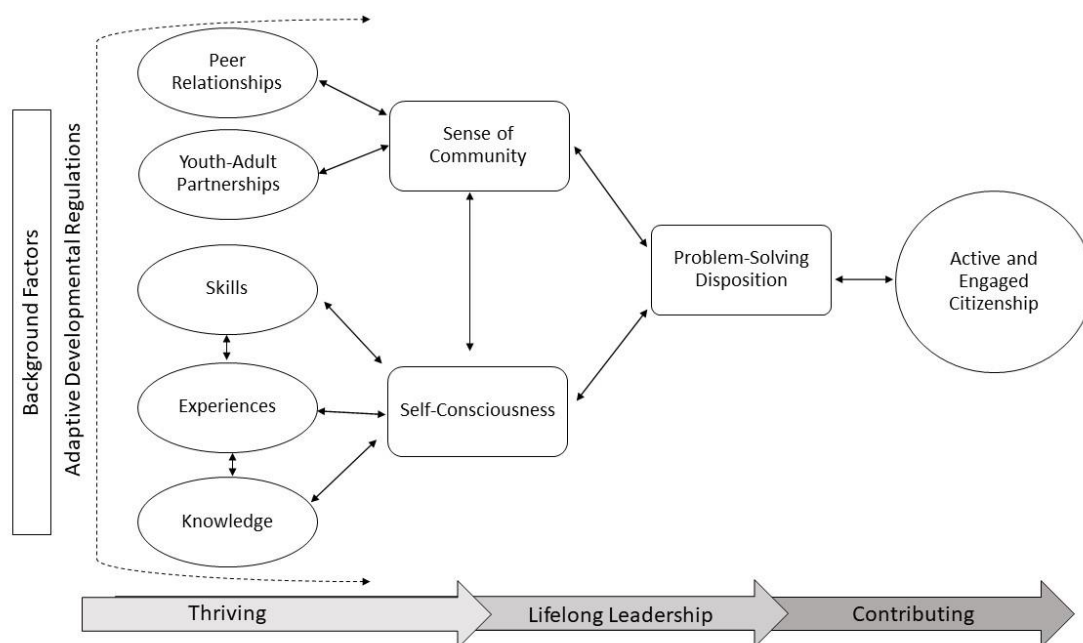 Background Factors
Adaptive Developmental Regulations
Peer
Relationships
Youth-Adult
Partnerships
Skills
Experiences
Knowledge
Sense of
Community
Self-Consciousness
Problem-Solving
Disposition
Active and
Engaged
Citizenship
Thriving
Lifelong Leadership
Contributing